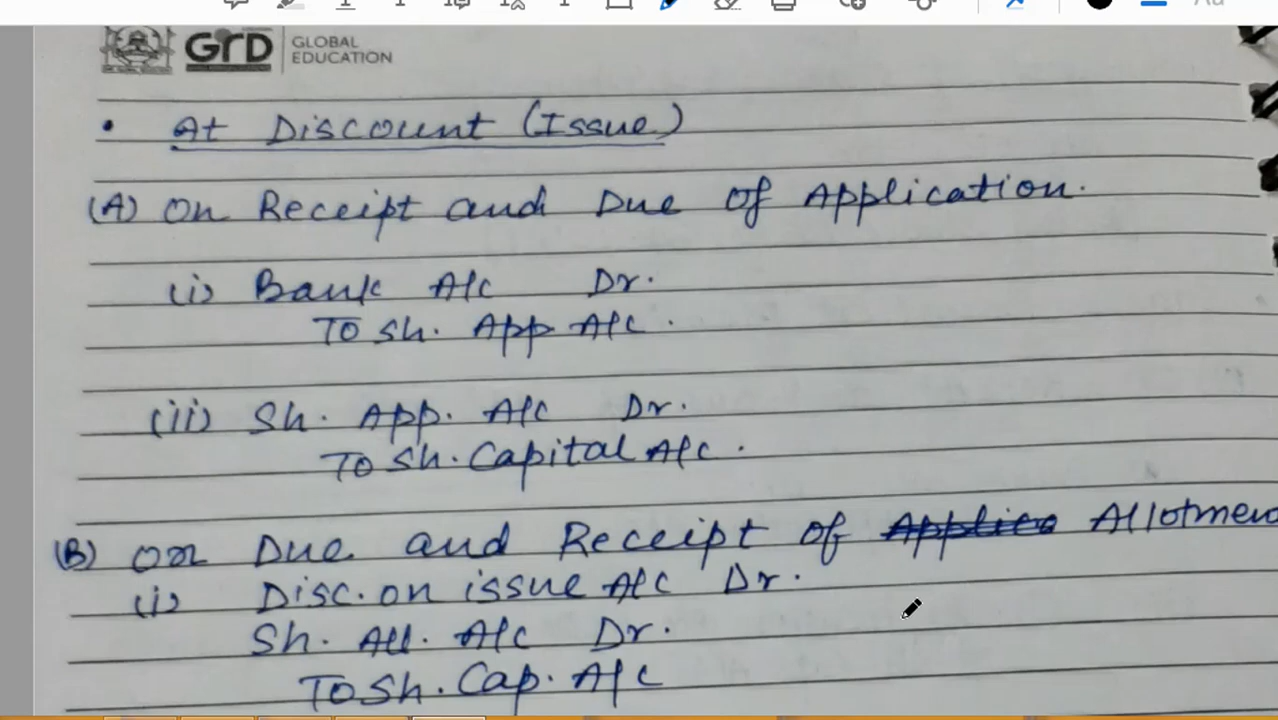 GrD GLOBAL
EDUCATION
• At Discount (Issue)
(A) On Receipt and Due of Application.
(i) Bank A/c Dr.
To Sh. App A/c.
(ii) Sh. App. A/c Dr.
To Sh. Capital A/c.
(B) On Due and Receipt of Applica Allotmen
(i) Disc. on issue A/c Dr.
Sh. All. A/c Dr.
To Sh. Cap. A/c